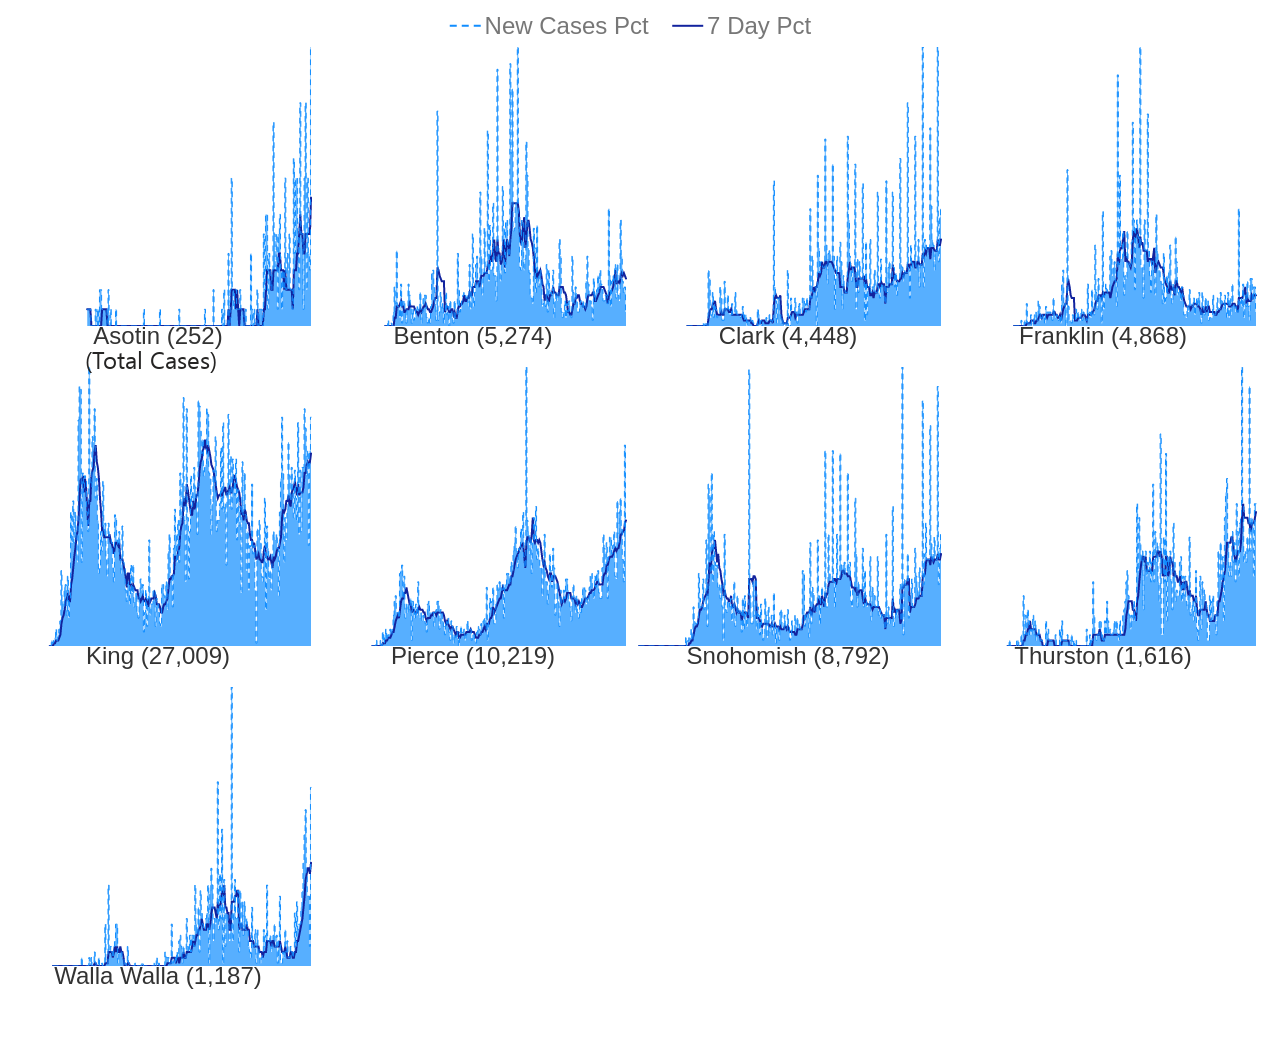 New Cases Pct 7 Day Pct
Asotin (252) Benton (5,274) Clark (4,448) Franklin (4,868)
(Total Cases)
King (27,009) Pierce (10,219) Snohomish (8,792) Thurston (1,616)
Walla Walla (1,187)